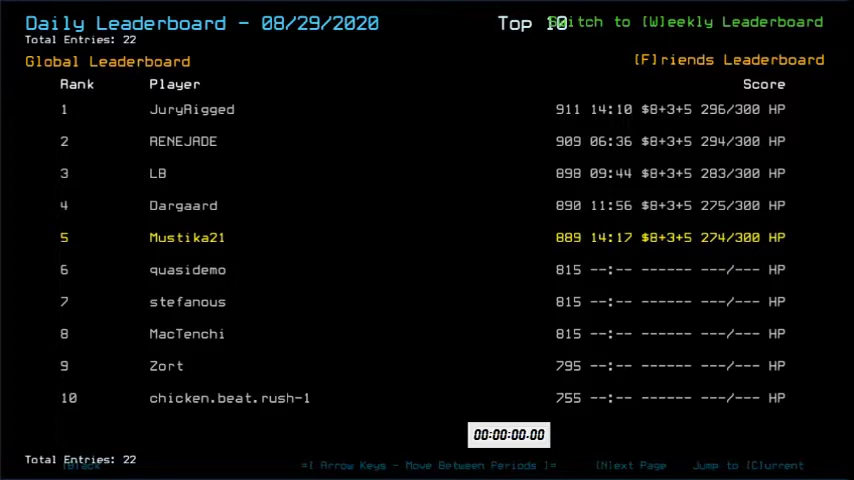 Daily Leaderboard - 08/29/2020 Top 10 Switch to [W]eekly Leaderboard
Total Entries: 22
Global Leaderboard [F]riends Leaderboard
Rank Player Score
1 JuryRigged 911 14:10 $8+3+5 296/300 HP
2 RENEJADE 909 06:36 $8+3+5 294/300 HP
3 LB 898 09:44 $8+3+5 283/300 HP
4 Dargaard 890 11:56 $8+3+5 275/300 HP
5 Mustika21 889 14:17 $8+3+5 274/300 HP
6 quasidemo 815 --:-- ------ ---/--- HP
7 stefanous 815 --:-- ------ ---/--- HP
8 MacTenchi 815 --:-- ------ ---/--- HP
9 Zort 795 --:-- ------ ---/--- HP
10 chicken.beat.rush-1 755 --:-- ------ ---/--- HP
00:00:00:00
Total Entries: 22
[B]ack =[ Arrow Keys - Move Between Periods ]= [N]ext Page Jump to [C]urrent